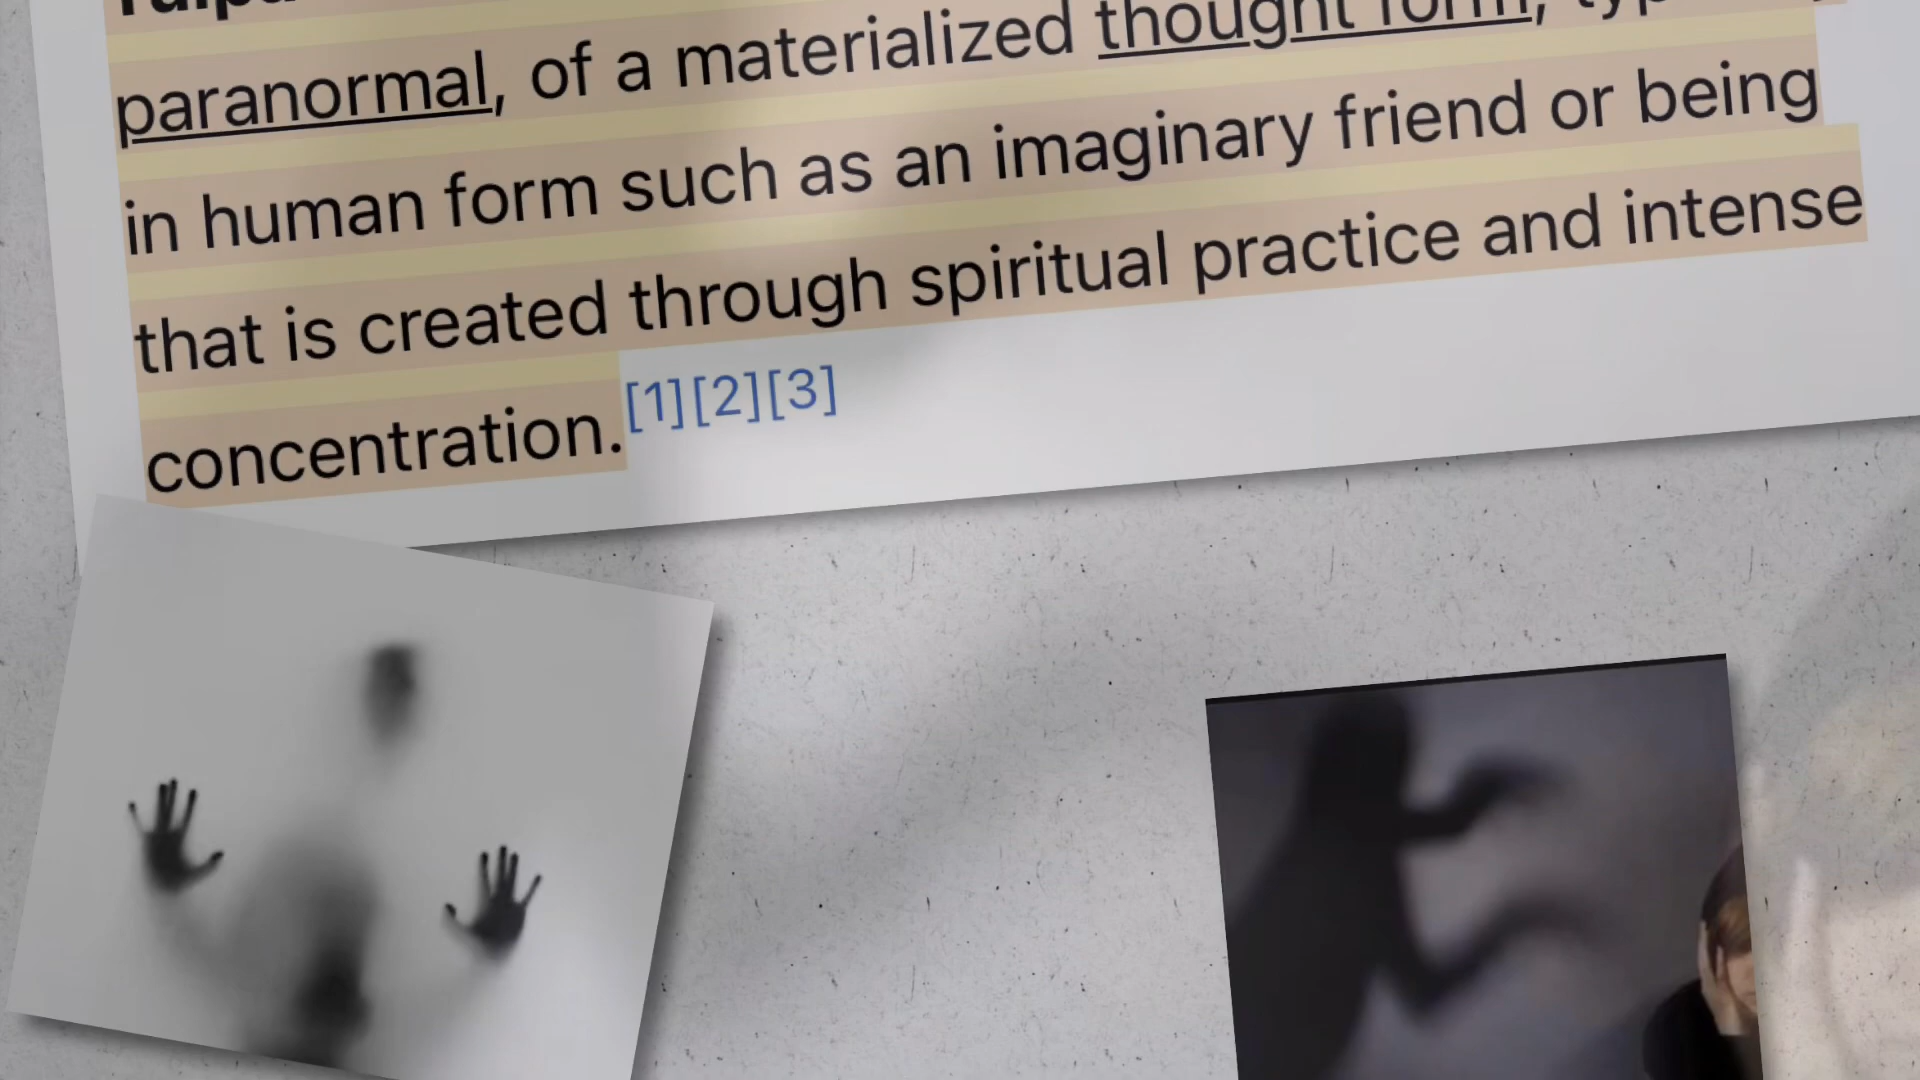 paranormal, of a materialized thought form,
in human form such as an imaginary friend or being
that is created through spiritual practice and intense
concentration.[1][2][3]